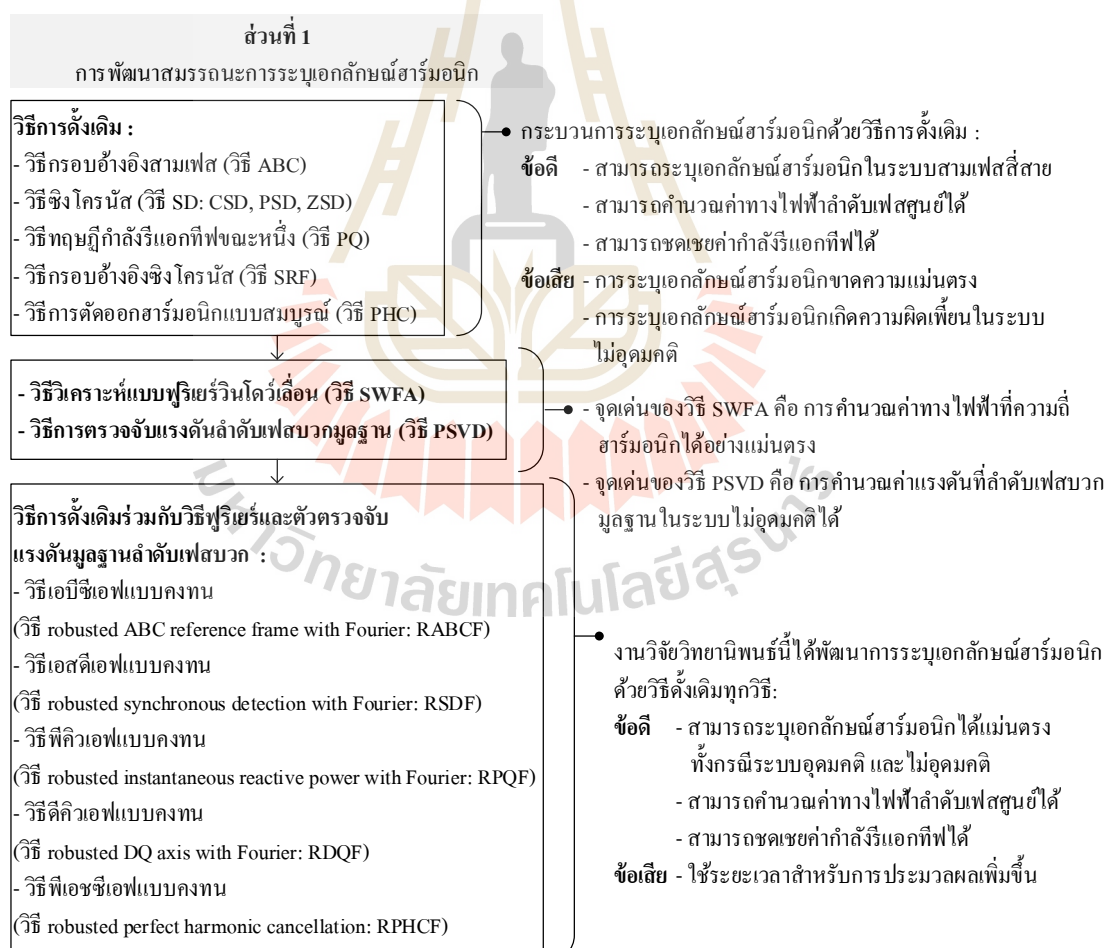 ส่วนที่ 1
การพัฒนาสมรรถนะการระบุเอกลักษณ์ฮาร์มอนิก
วิธีการดั้งเดิม :
- วิธีกรอบอ้างอิงสามเฟส (วิธี ABC)
- วิธีซิงโครนัส (วิธี SD: CSD, PSD, ZSD)
- วิธีทฤษฎีกำลังรีแอกทีฟขณะหนึ่ง (วิธี PQ)
- วิธีกรอบอ้างอิงซิงโครนัส (วิธี SRF)
- วิธีการตัดออกฮาร์มอนิกแบบสมบูรณ์ (วิธี PHC)
กระบวนการระบุเอกลักษณ์ฮาร์มอนิกด้วยวิธีการดั้งเดิม :
ข้อดี - สามารถระบุเอกลักษณ์ฮาร์มอนิกในระบบสามเฟสสี่สาย
- สามารถคำนวณค่าทางไฟฟ้าลำดับเฟสศูนย์ได้
- สามารถชดเชยค่ากำลังรีแอกทีฟได้
ข้อเสีย - การระบุเอกลักษณ์ฮาร์มอนิกขาดความแม่นตรง
- การระบุเอกลักษณ์ฮาร์มอนิกเกิดความผิดเพี้ยนในระบบ
ไม่อุดมคติ
- วิธีวิเคราะห์แบบฟูริเยร์วินโดว์เลื่อน (วิธี SWFA)
- วิธีการตรวจจับแรงดันลำดับเฟสบวกมูลฐาน (วิธี PSVD)
- จุดเด่นของวิธี SWFA คือ การคำนวณค่าทางไฟฟ้าที่ความถี่
ฮาร์มอนิกได้อย่างแม่นตรง
- จุดเด่นของวิธี PSVD คือ การคำนวณค่าแรงดันที่ลำดับเฟสบวก
มูลฐานในระบบไม่อุดมคติได้
วิธีการดั้งเดิมร่วมกับวิธีฟูริเยร์และตัวตรวจจับ
แรงดันมูลฐานลำดับเฟสบวก :
- วิธีเอบีซีเอฟแบบคงทน
(วิธี robusted ABC reference frame with Fourier: RABCF)
- วิธีเอสดีเอฟแบบคงทน
(วิธี robusted synchronous detection with Fourier: RSDF)
- วิธีพีคิวเอฟแบบคงทน
(วิธี robusted instantaneous reactive power with Fourier: RPQF)
- วิธีดีคิวเอฟแบบคงทน
(วิธี robusted DQ axis with Fourier: RDQF)
- วิธีพีเอชซีเอฟแบบคงทน
(วิธี robusted perfect harmonic cancellation: RPHCF)
งานวิจัยวิทยานิพนธ์นี้ได้พัฒนาการระบุเอกลักษณ์ฮาร์มอนิก
ด้วยวิธีดั้งเดิมทุกวิธี:
ข้อดี - สามารถระบุเอกลักษณ์ฮาร์มอนิกได้แม่นตรง
ทั้งกรณีระบบอุดมคติ และไม่อุดมคติ
- สามารถคำนวณค่าทางไฟฟ้าลำดับเฟสศูนย์ได้
- สามารถชดเชยค่ากำลังรีแอกทีฟได้
ข้อเสีย - ใช้ระยะเวลาสำหรับการประมวลผลเพิ่มขึ้น
มหาวิทยาลัยเทคโนโลยีสุรนารี